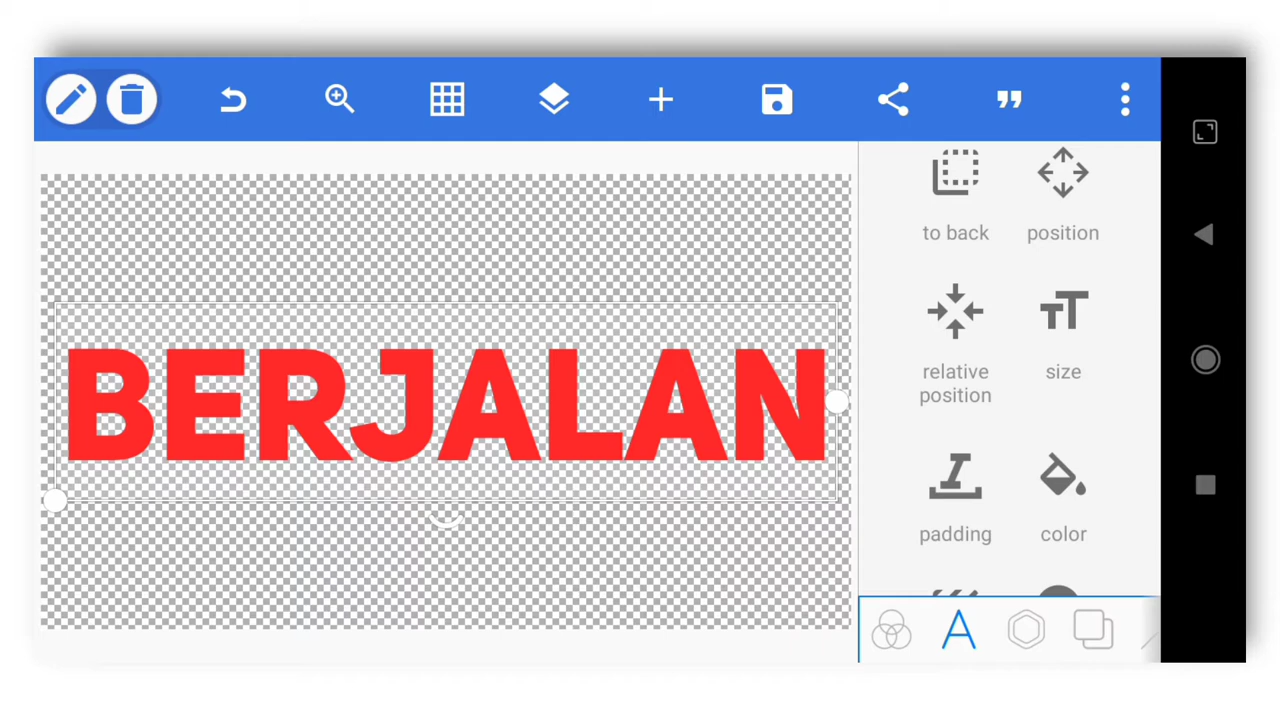 to back
position
BERJALAN
relative
position
size
padding
color